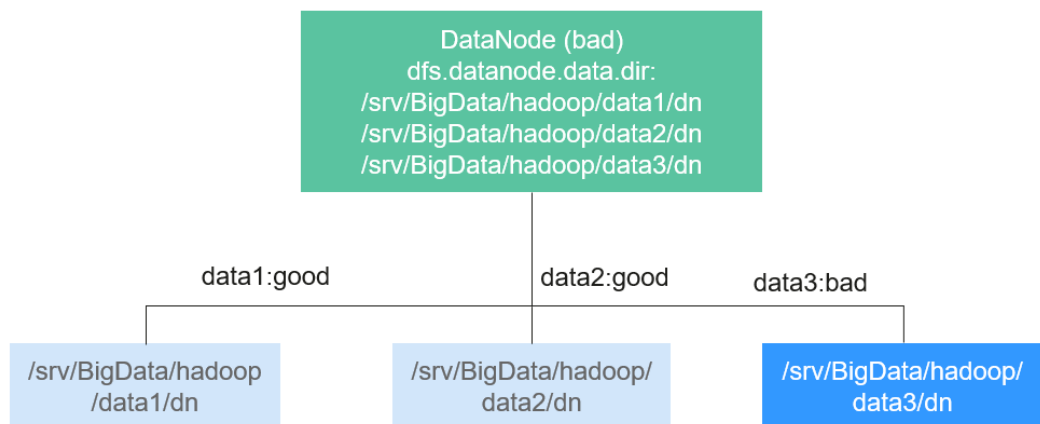 DataNode (bad)
dfs.datanode.data.dir:
/srv/BigData/hadoop/data1/dn
/srv/BigData/hadoop/data2/dn
/srv/BigData/hadoop/data3/dn
data1:good
data2:good
data3:bad
/srv/BigData/hadoop
/data1/dn
/srv/BigData/hadoop/
data2/dn
/srv/BigData/hadoop/
data3/dn